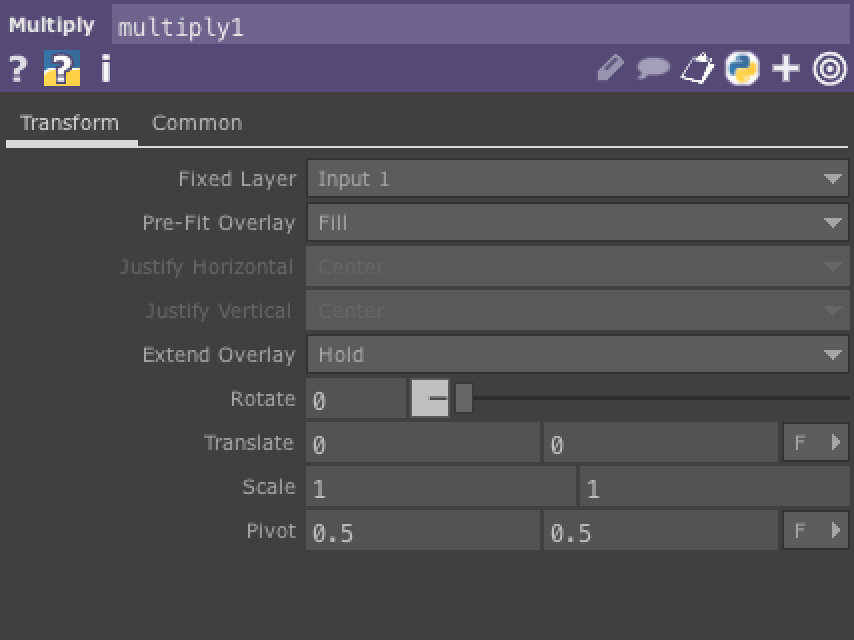 Multiply multiply1
? ? i
Transform Common
Fixed Layer Input 1
Pre-Fit Overlay Fill
Justify Horizontal Center
Justify Vertical Center
Extend Overlay Hold
Rotate 0
Translate 0 0 F
Scale 1 1
Pivot 0.5 0.5 F